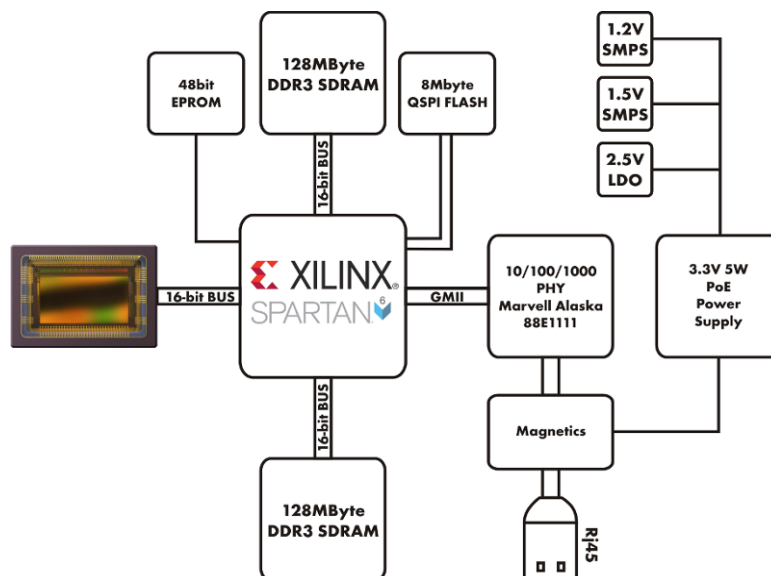 48bit
EPROM
128MByte
DDR3 SDRAM
8Mbyte
QSPI FLASH
1.2V
SMPS
1.5V
SMPS
2.5V
LDO
16-bit BUS
16-bit BUS
XILINX®
SPARTAN® 6
GMII
10/100/1000
PHY
Marvell Alaska
88E1111
3.3V 5W
PoE
Power
Supply
16-bit BUS
Magnetics
128MByte
DDR3 SDRAM
Rj45